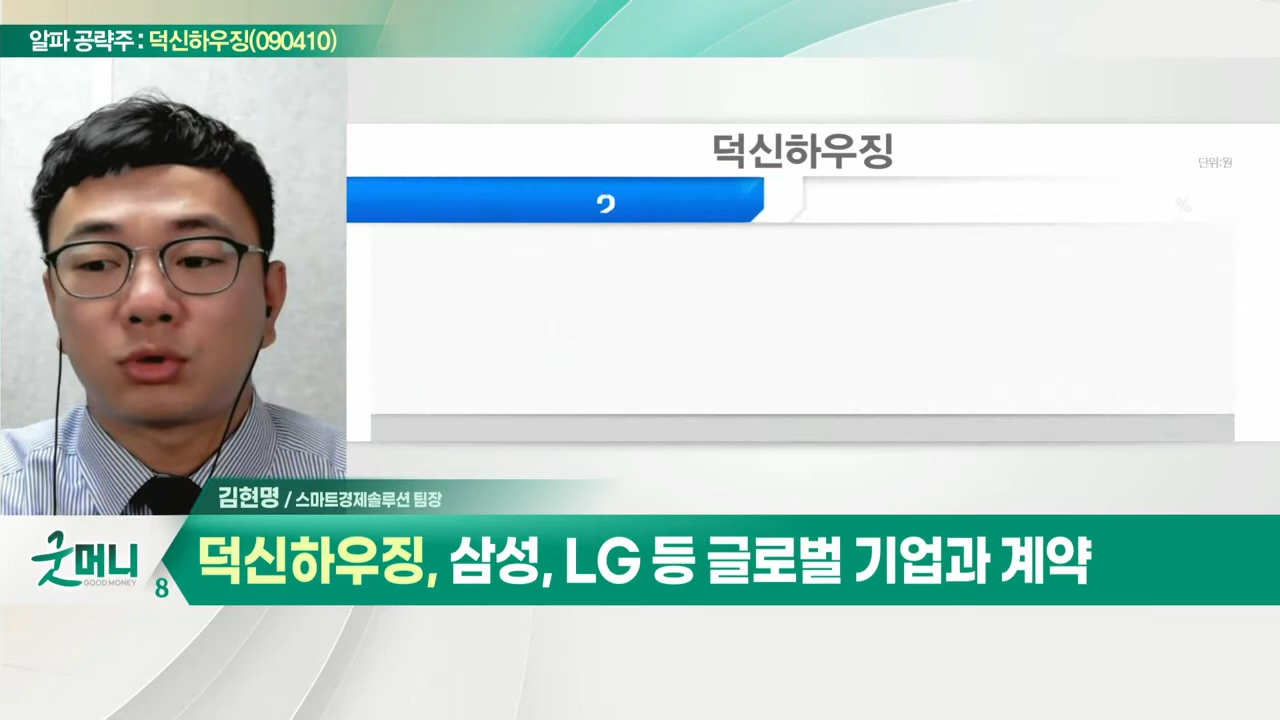 알파 공략주 : 덕신하우징(090410)
덕신하우징
단위:원
%
김현명 / 스마트경제솔루션 팀장
굿머니
GOOD MONEY
8
덕신하우징, 삼성, LG 등 글로벌 기업과 계약